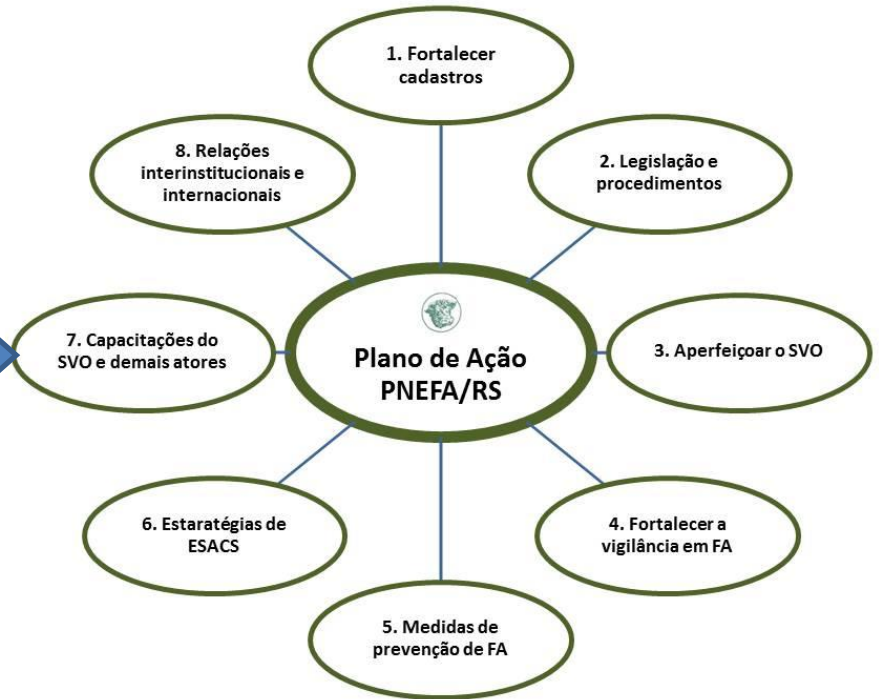 1. Fortalecer
cadastros
2. Legislação e
procedimentos
3. Aperfeiçoar o SVO
4. Fortalecer a
vigilância em FA
5. Medidas de
prevenção de FA
6. Estaratégias de
ESACS
7. Capacitações do
SVO e demais atores
8. Relações
interinstitucionais e
internacionais
Plano de Ação
PNEFA/RS